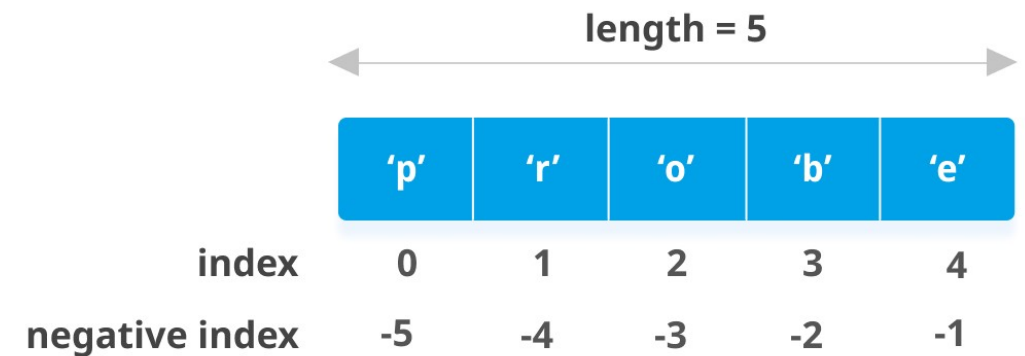 length = 5
‘p’ ‘r’ ‘o’ ‘b’ ‘e’
index 0 1 2 3 4
negative index -5 -4 -3 -2 -1